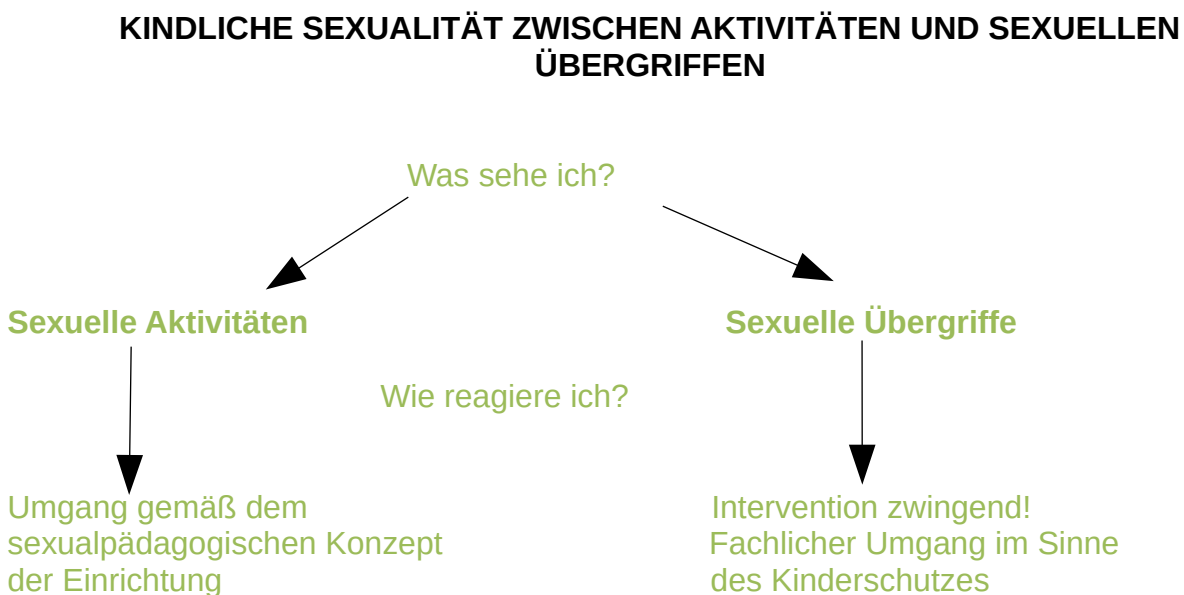 KINDLICHE SEXUALITÄT ZWISCHEN AKTIVITÄTEN UND SEXUELLEN
ÜBERGRIFFEN
Was sehe ich?
Sexuelle Aktivitäten
Sexuelle Übergriffe
Wie reagiere ich?
Umgang gemäß dem
sexualpädagogischen Konzept
der Einrichtung
Intervention zwingend!
Fachlicher Umgang im Sinne
des Kinderschutzes